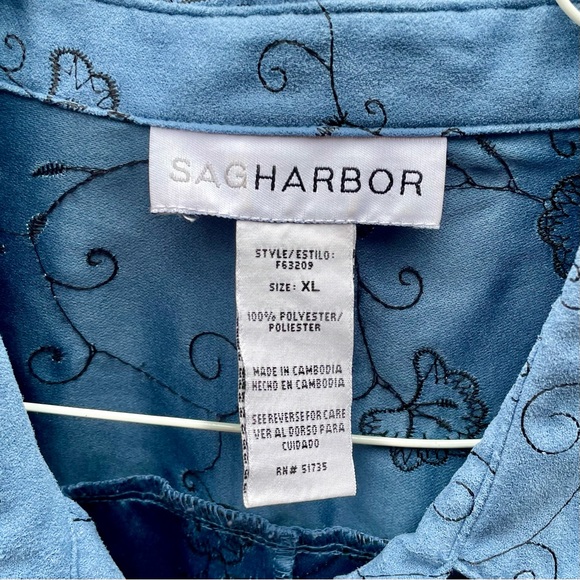 SAGHARBOR
STYLE/ESTILO:
F63209
SIZE: XL
100% POLYESTER/
POLIESTER
MADE IN CAMBODIA
HECHO EN CAMBODIA
SEE REVERSE FOR CARE
VER AL DORSO PARA
CUIDADO
RN# 51735